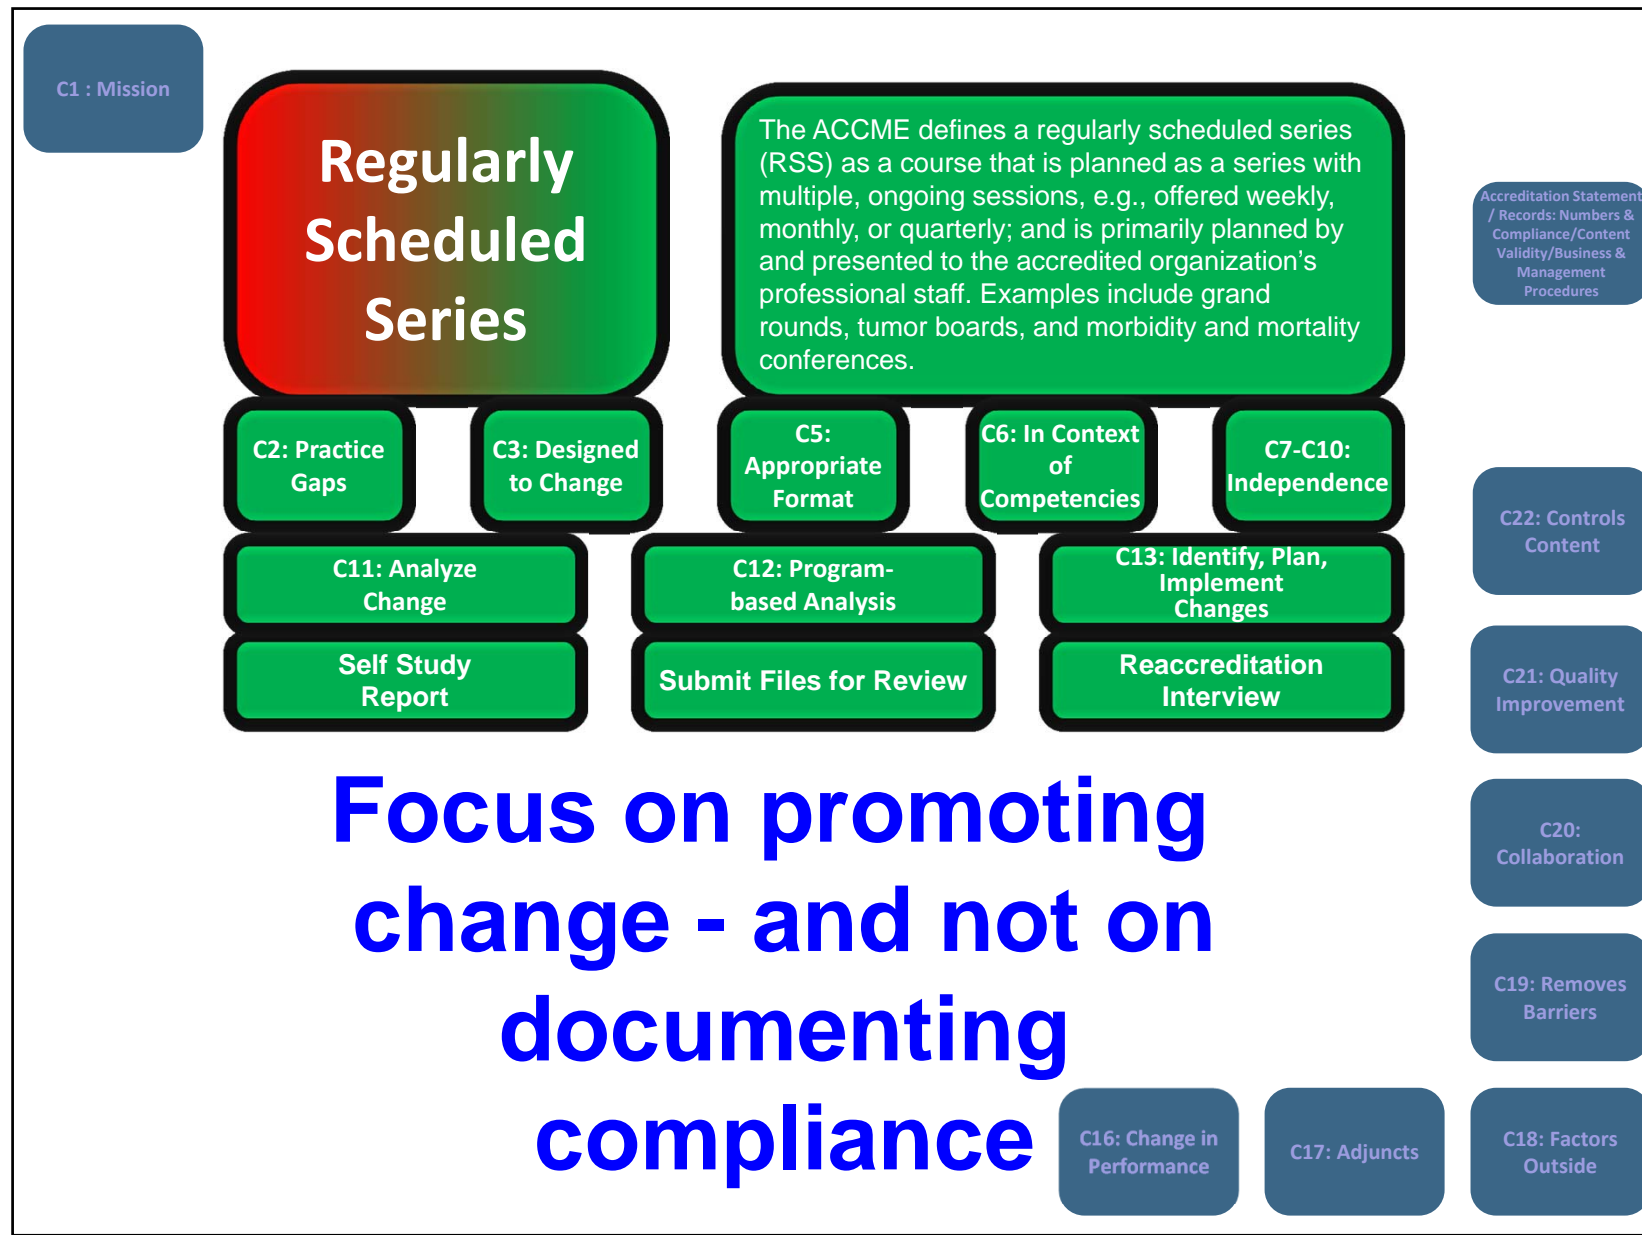 C1 : Mission
Regularly
Scheduled
Series
The ACCME defines a regularly scheduled series
(RSS) as a course that is planned as a series with
multiple, ongoing sessions, e.g., offered weekly,
monthly, or quarterly; and is primarily planned by
and presented to the accredited organization’s
professional staff. Examples include grand
rounds, tumor boards, and morbidity and mortality
conferences.
Accreditation Statement
/ Records: Numbers &
Compliance/Content
Validity/Business &
Management
Procedures
C2: Practice
Gaps
C3: Designed
to Change
C5:
Appropriate
Format
C6: In Context
of
Competencies
C7-C10:
Independence
C11: Analyze
Change
C12: Program-
based Analysis
C13: Identify, Plan,
Implement
Changes
Self Study
Report
Submit Files for Review
Reaccreditation
Interview
C22: Controls
Content
C21: Quality
Improvement
C20:
Collaboration
C19: Removes
Barriers
Focus on promoting
change - and not on
documenting
compliance
C16: Change in
Performance
C17: Adjuncts
C18: Factors
Outside